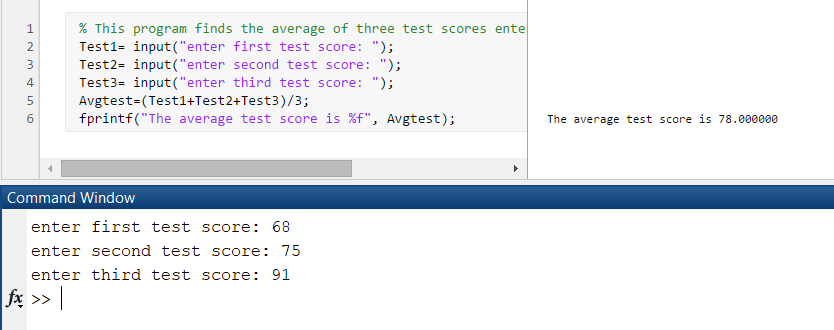 1 % This program finds the average of three test scores ente
2 Test1= input("enter first test score: ");
3 Test2= input("enter second test score: ");
4 Test3= input("enter third test score: ");
5 Avgtest=(Test1+Test2+Test3)/3;
6 fprintf("The average test score is %f", Avgtest);
The average test score is 78.000000
Command Window
enter first test score: 68
enter second test score: 75
enter third test score: 91
fx >>